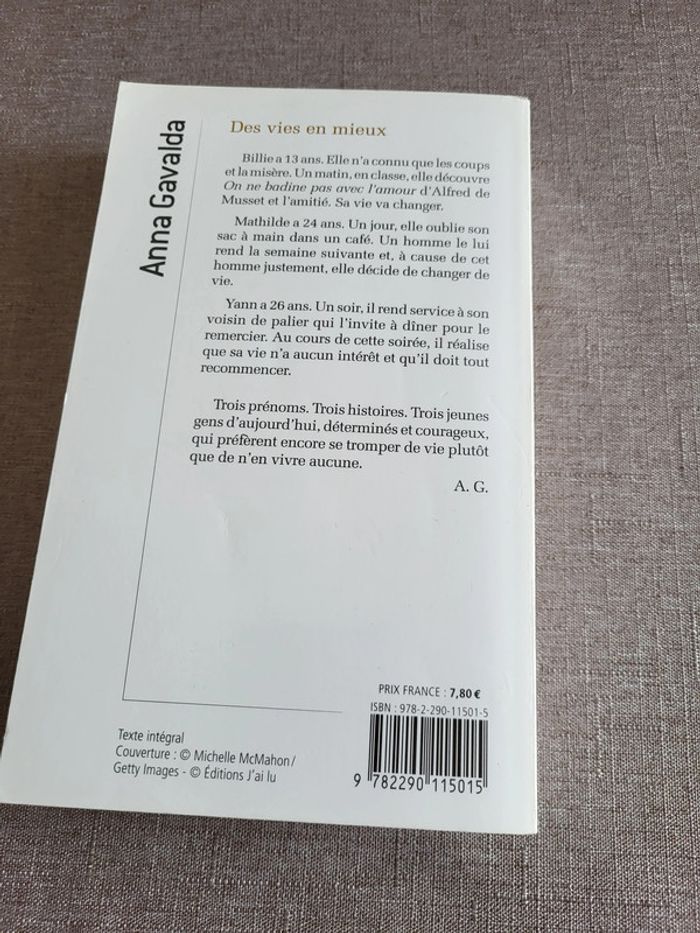 Anna Gavalda
Des vies en mieux
Billie a 13 ans. Elle n'a connu que les coups
et la misère. Un matin, en classe, elle découvre
On ne badine pas avec l'amour d'Alfred de
Musset et l'amitié. Sa vie va changer.
Mathilde a 24 ans. Un jour, elle oublie son
sac à main dans un café. Un homme le lui
rend la semaine suivante et, à cause de cet
homme justement, elle décide de changer de
vie.
Yann a 26 ans. Un soir, il rend service à son
voisin de palier qui l'invite à dîner pour le
remercier. Au cours de cette soirée, il réalise
que sa vie n'a aucun intérêt et qu'il doit tout
recommencer.
Trois prénoms. Trois histoires. Trois jeunes
gens d'aujourd'hui, déterminés et courageux,
qui préfèrent encore se tromper de vie plutôt
que de n'en vivre aucune.
A. G.
PRIX FRANCE : 7,80 €
ISBN : 978-2-290-11501-5
9 782290 115015
Texte intégral
Couverture : © Michelle McMahon /
Getty Images - © Éditions J'ai lu